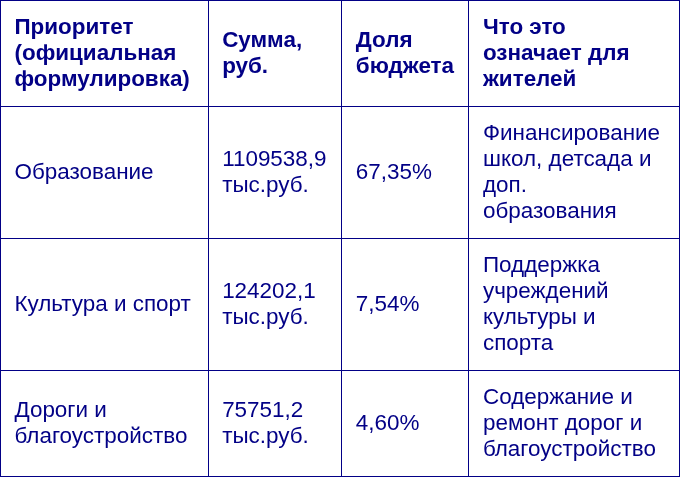 Приоритет
(официальная
формулировка)
Сумма,
руб.
Доля
бюджета
Что это
означает для
жителей
Образование
1109538,9
тыс.руб.
67,35%
Финансирование
школ, детсада и
доп.
образования
Культура и спорт
124202,1
тыс.руб.
7,54%
Поддержка
учреждений
культуры и
спорта
Дороги и
благоустройство
75751,2
тыс.руб.
4,60%
Содержание и
ремонт дорог и
благоустройство